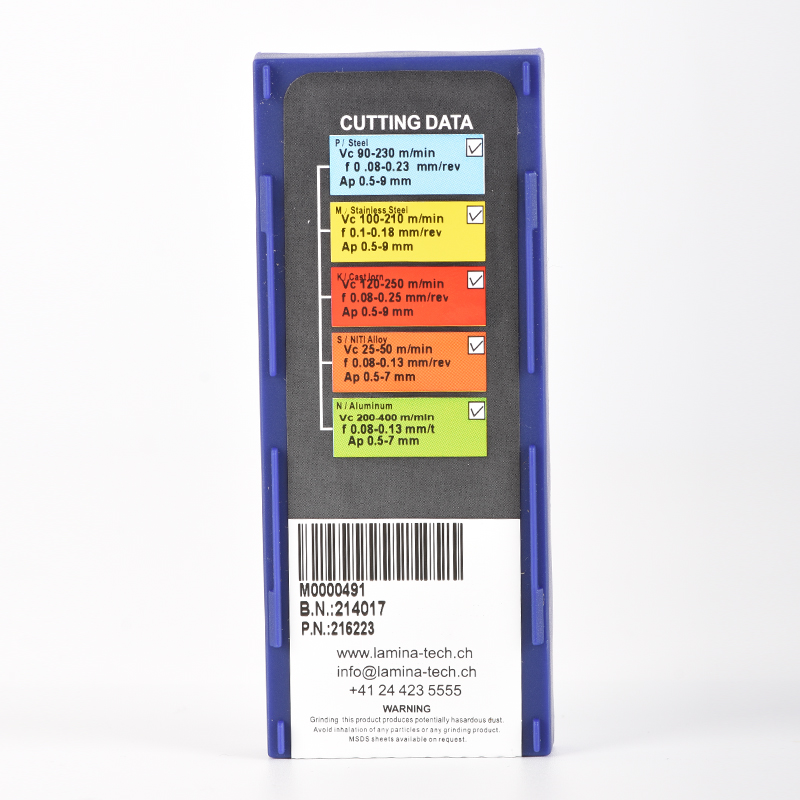 CUTTING DATA
P / Steel
Vc 90-230 m/min
f 0 .08-0.23 mm/rev
Ap 0.5-9 mm
M / Stainless Steel
Vc 100-210 m/min
f 0.1-0.18 mm/rev
Ap 0.5-9 mm
K / Cast Iorn
Vc 120-250 m/min
f 0.08-0.25 mm/rev
Ap 0.5-9 mm
S / NITI Alloy
Vc 25-50 m/min
f 0.08-0.13 mm/rev
Ap 0.5-7 mm
N / Aluminum
Vc 200-400 m/min
f 0.08-0.13 mm/t
Ap 0.5-7 mm
M0000491
B.N.:214017
P.N.:216223
www.lamina-tech.ch
info@lamina-tech.ch
+41 24 423 5555
WARNING
Grinding this product produces potentially hazardous dust.
Avoid inhalation of any particles or any grinding product.
MSDS sheets available on request.